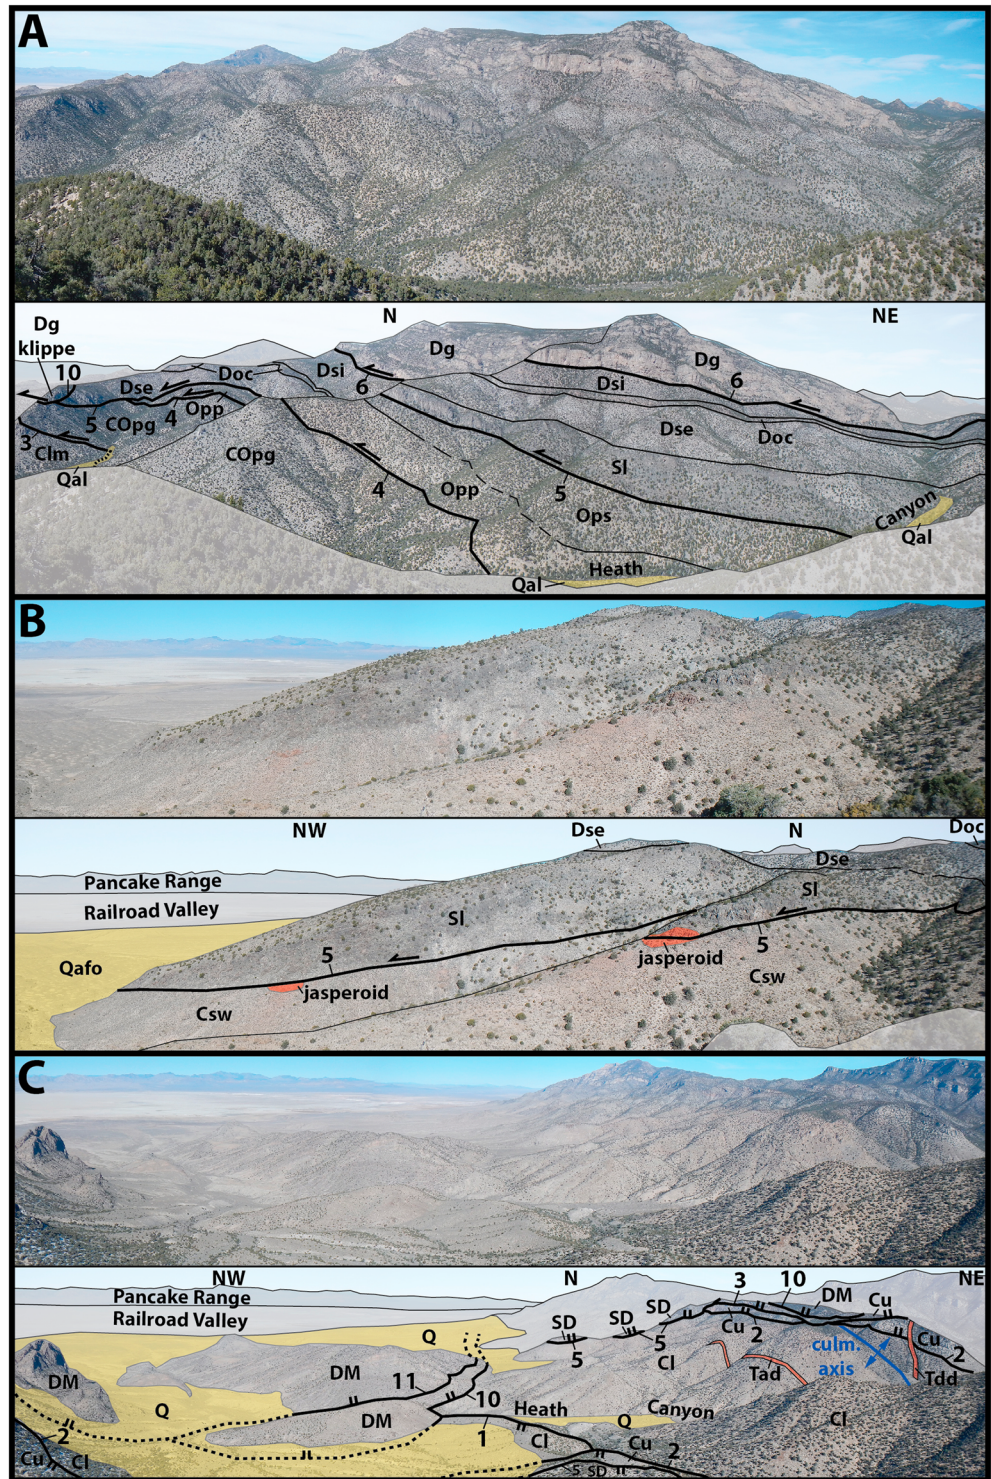 A
N
NE
Dg
klippe
10
Dse
Doc
Dsi
Dg
Dg
6
Dsi
6
5
4
Opp
COpg
3
Clm
Qal
COpg
4
Opp
5
Ops
Sl
Dse
Doc
Canyon
Qal
Heath
Qal
B
NW
Dse
N
Doc
Pancake Range
Railroad Valley
Sl
Dse
Sl
Qafo
5
5
jasperoid
jasperoid
Csw
Csw
C
NW
N
NE
Pancake Range
Railroad Valley
3
10
DM
Cu
SD
SD
SD
5
5
Cu
2
Q
Cl
culm.
axis
Cu
2
Tad
Tdd
DM
DM
11
10
Q
DM
Heath
Canyon
Q
1
Cl
Cl
Cu
2
2
Cu
Cl
S
SD